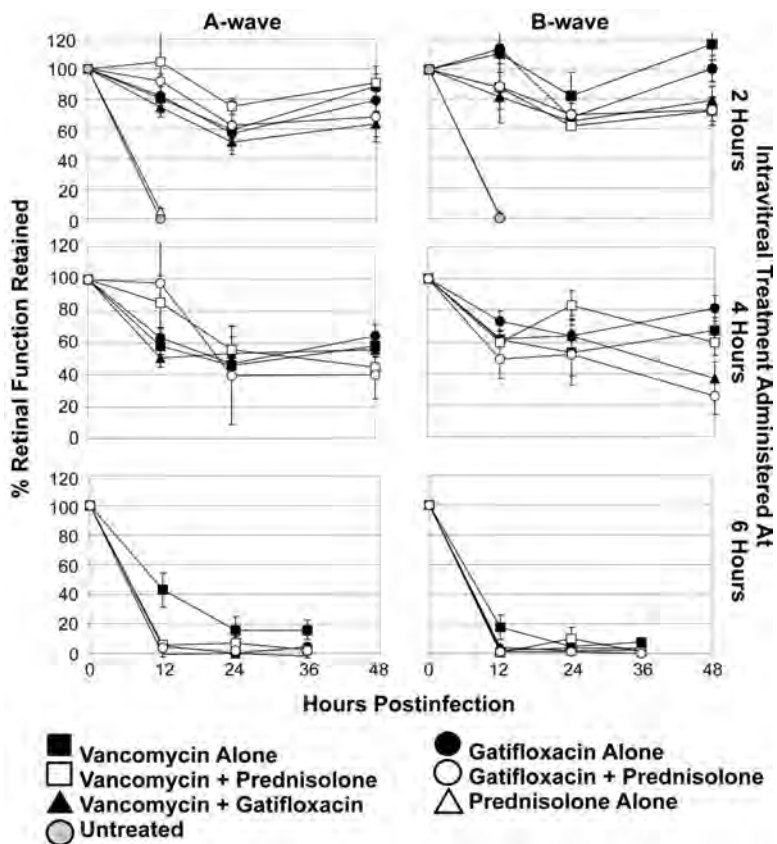 A-wave
B-wave
120
100
80
60
40
20
0
120
100
80
60
40
20
0
120
100
80
60
40
20
0
0
12
24
36
48
0
12
24
36
48
% Retinal Function Retained
2 Hours
4 Hours
6 Hours
Intravitreal Treatment Administered At
Hours Postinfection
Vancomycin Alone
Vancomycin + Prednisolone
Vancomycin + Gatifloxacin
Untreated
Gatifloxacin Alone
Gatifloxacin + Prednisolone
Prednisolone Alone